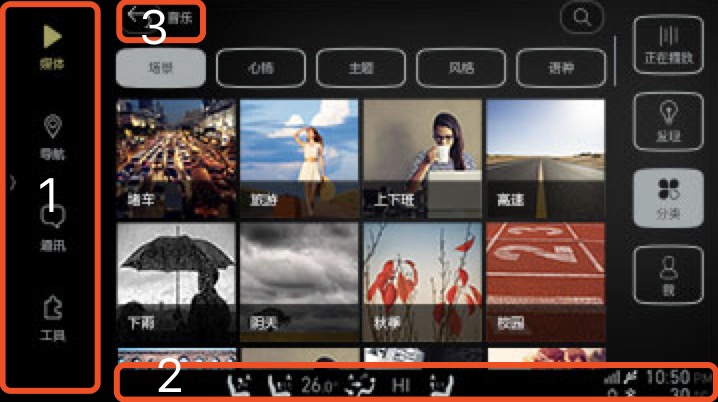 媒体
导航
1
通讯
工具
3
音乐
场景 心情 主题 风格 语种
堵车 旅游 上下班 高速
下雨 阴天 秋季 校园
正在播放
发现
分类
我
2
26.0° HI
10:50 PM
30